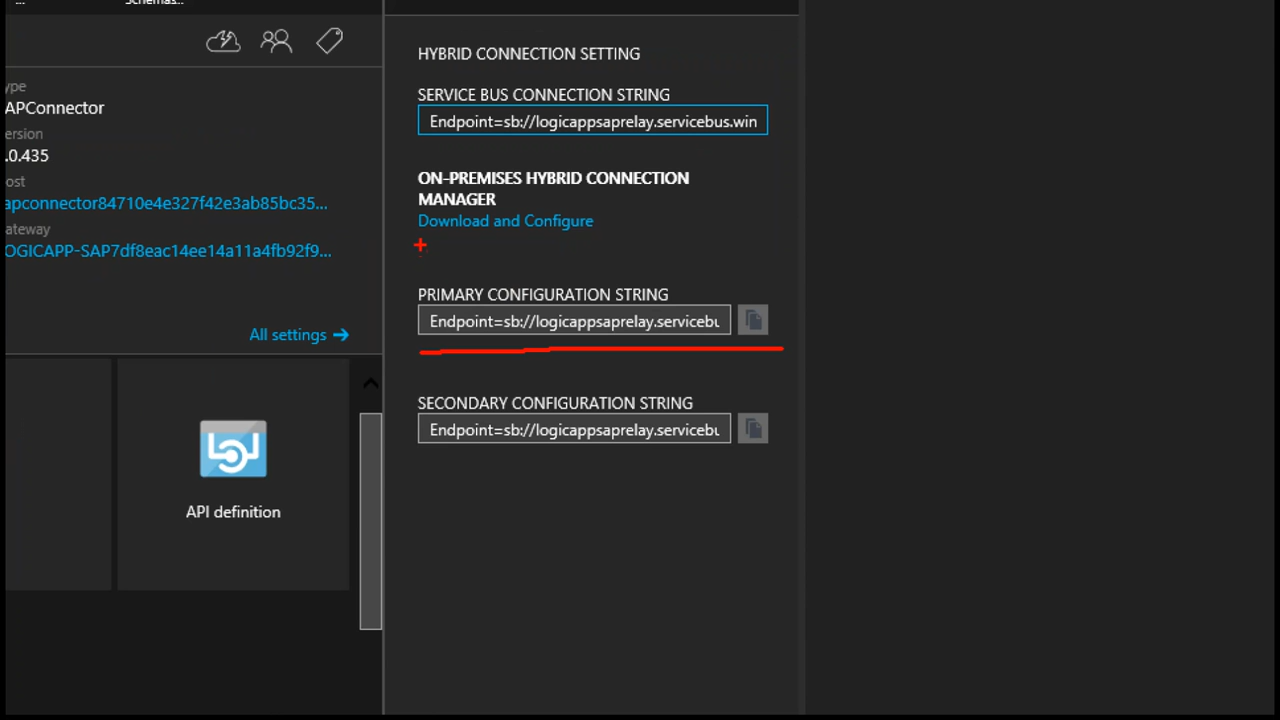 Schemas...
ype
APConnector
ersion
.0.435
ost
apconnector84710e4e327f42e3ab85bc35...
ateway
OGICAPP-SAP7df8eac14ee14a11a4fb92f9...
All settings →
API definition
HYBRID CONNECTION SETTING
SERVICE BUS CONNECTION STRING
Endpoint=sb://logicappsaprelay.servicebus.win
ON-PREMISES HYBRID CONNECTION
MANAGER
Download and Configure
PRIMARY CONFIGURATION STRING
Endpoint=sb://logicappsaprelay.servicebu
SECONDARY CONFIGURATION STRING
Endpoint=sb://logicappsaprelay.servicebu